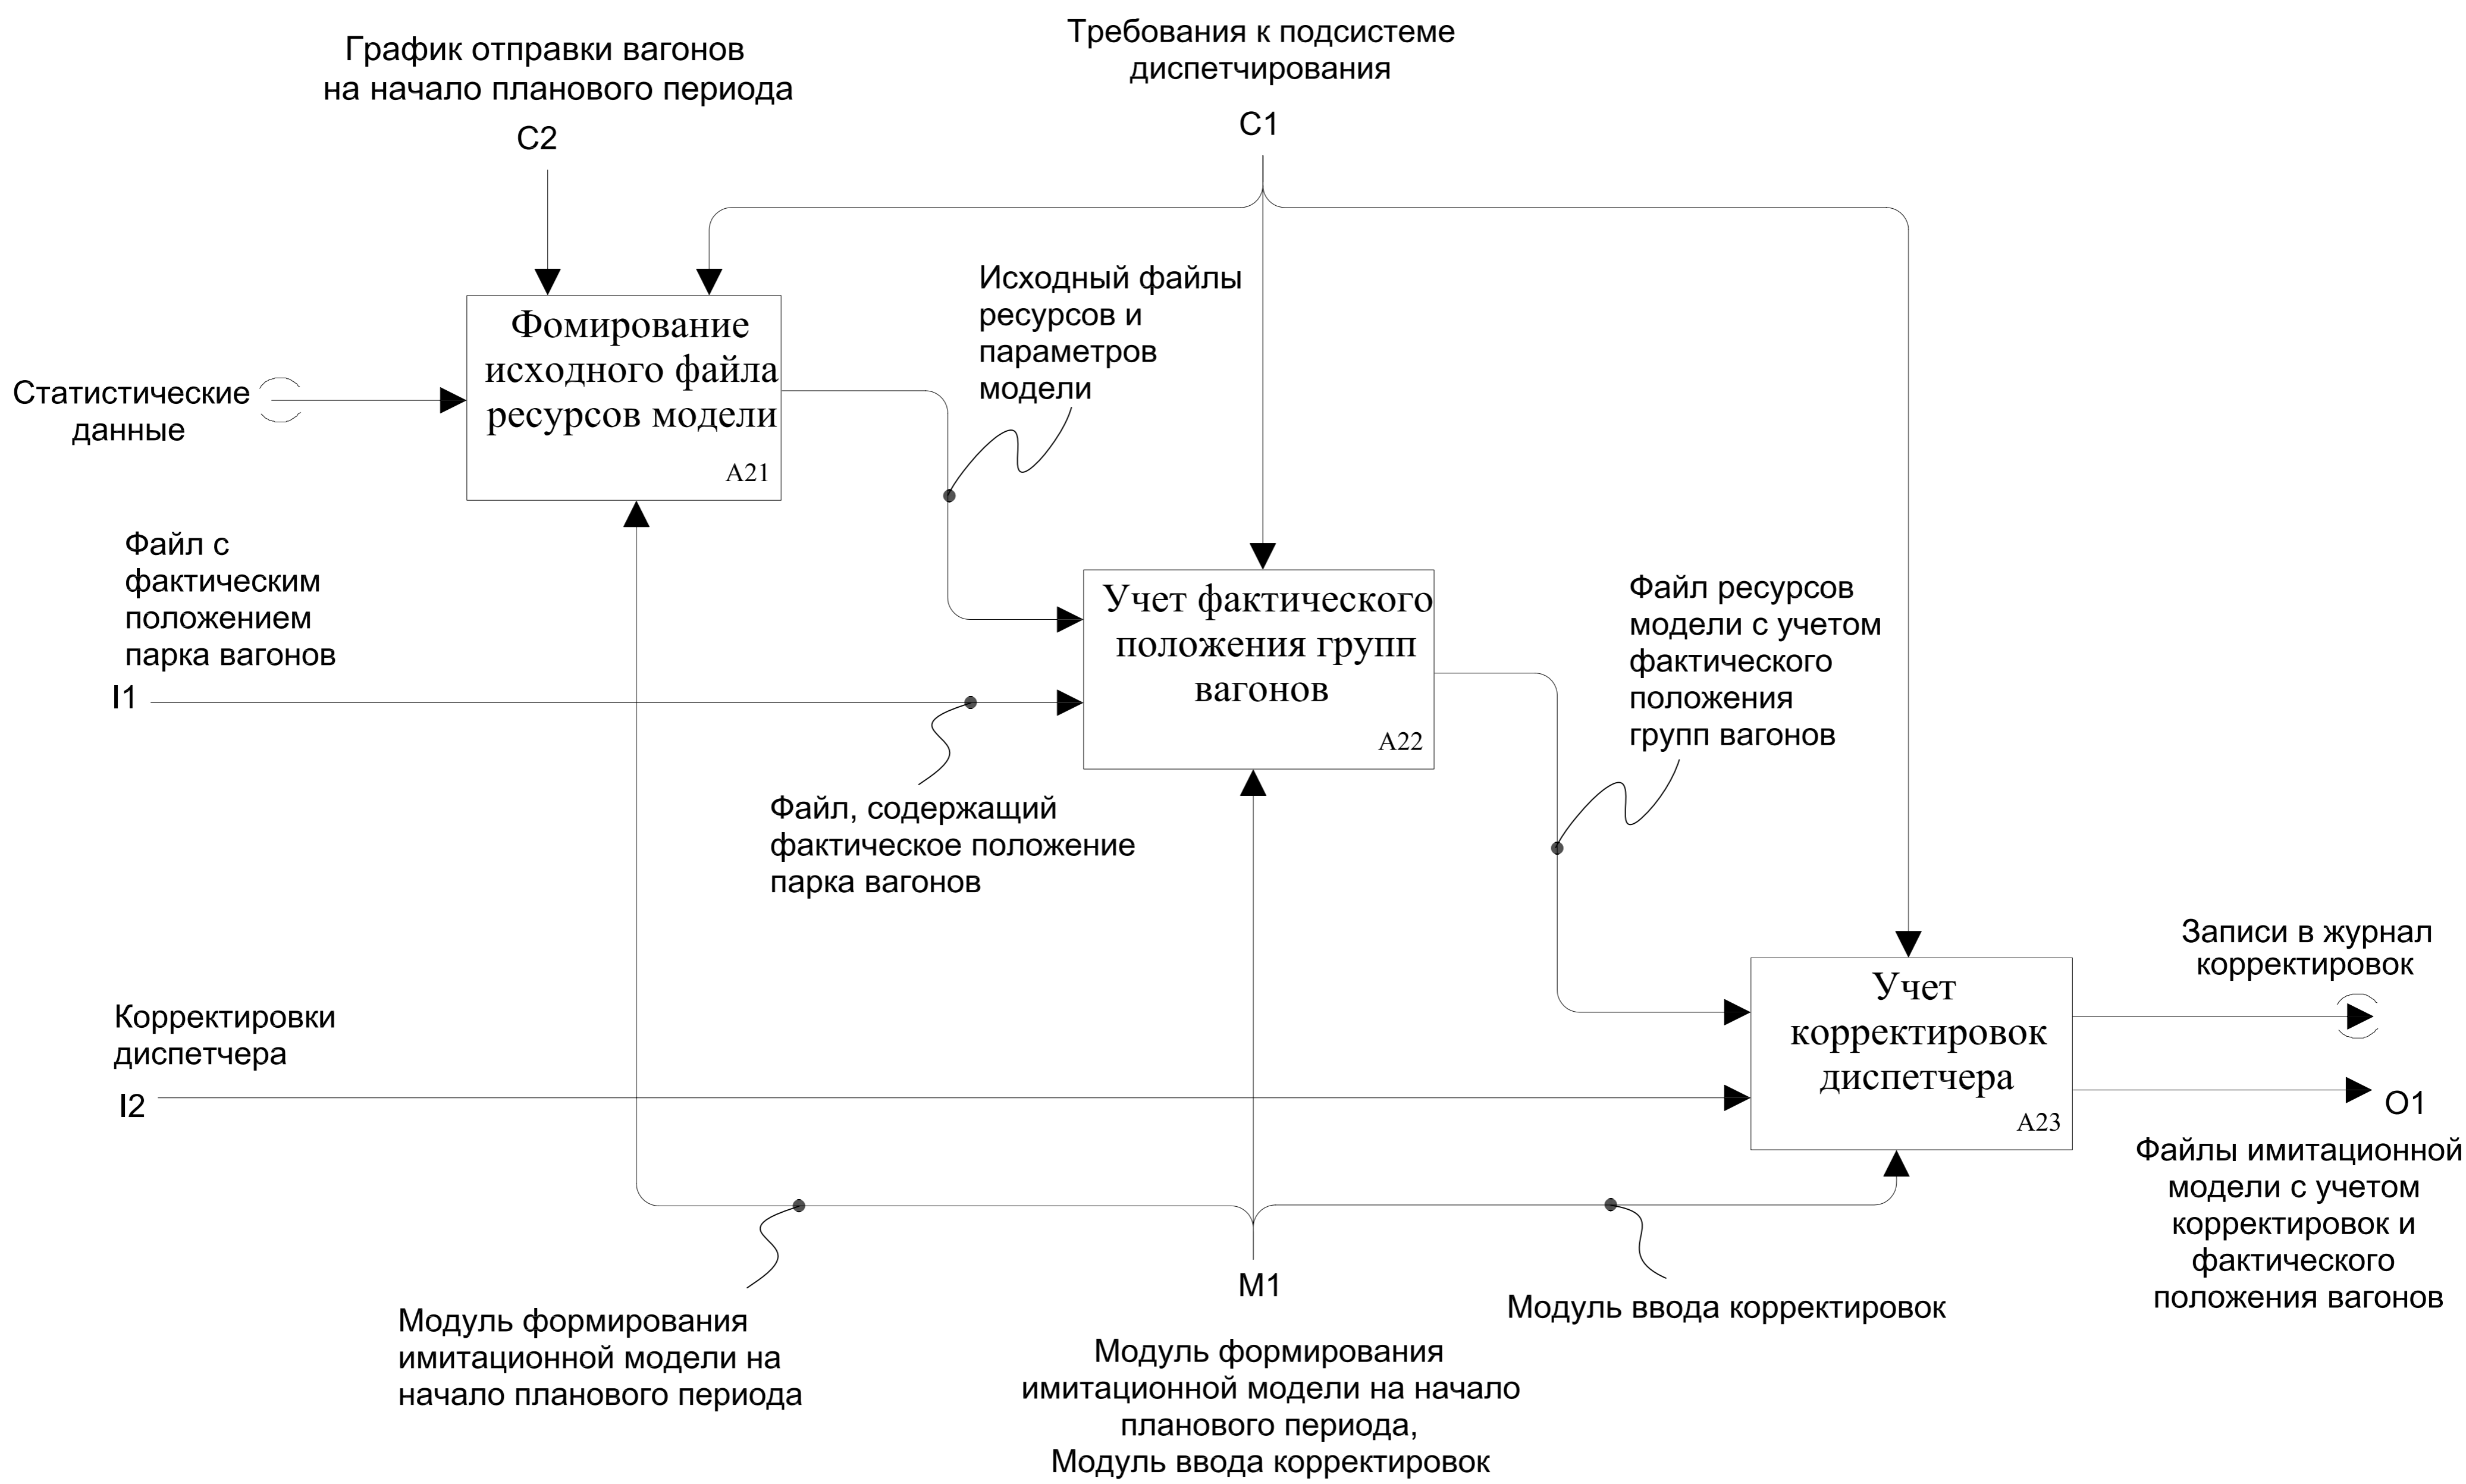 График отправки вагонов
на начало планового периода
C2
Требования к подсистеме
диспетчирования
C1
Фомирование
исходного файла
ресурсов модели
A21
Исходный файлы
ресурсов и
параметров
модели
Статистические
данные
Файл с
фактическим
положением
парка вагонов
I1
Учет фактического
положения групп
вагонов
A22
Файл ресурсов
модели с учетом
фактического
положения
групп вагонов
Файл, содержащий
фактическое положение
парка вагонов
Корректировки
диспетчера
I2
Учет
корректировок
диспетчера
A23
Записи в журнал
корректировок
O1
Файлы имитационной
модели с учетом
корректировок и
фактического
положения вагонов
Модуль формирования
имитационной модели на
начало планового периода
M1
Модуль формирования
имитационной модели на начало
планового периода,
Модуль ввода корректировок
Модуль ввода корректировок